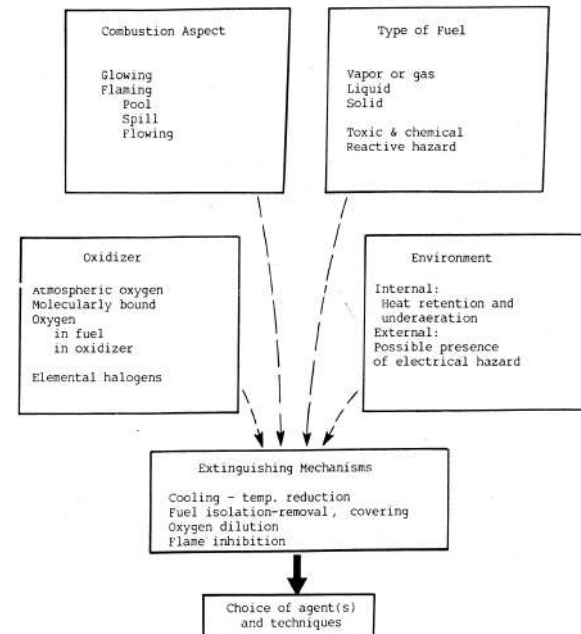 Combustion Aspect
Glowing
Flaming
Pool
Spill
Flowing
Type of Fuel
Vapor or gas
Liquid
Solid
Toxic & chemical
Reactive hazard
Oxidizer
Atmospheric oxygen
Molecularly bound
Oxygen
in fuel
in oxidizer
Elemental halogens
Environment
Internal:
Heat retention and
underaeration
External:
Possible presence
of electrical hazard
Extinguishing Mechanisms
Cooling - temp. reduction
Fuel isolation-removal, covering
Oxygen dilution
Flame inhibition
Choice of agent(s)
and techniques